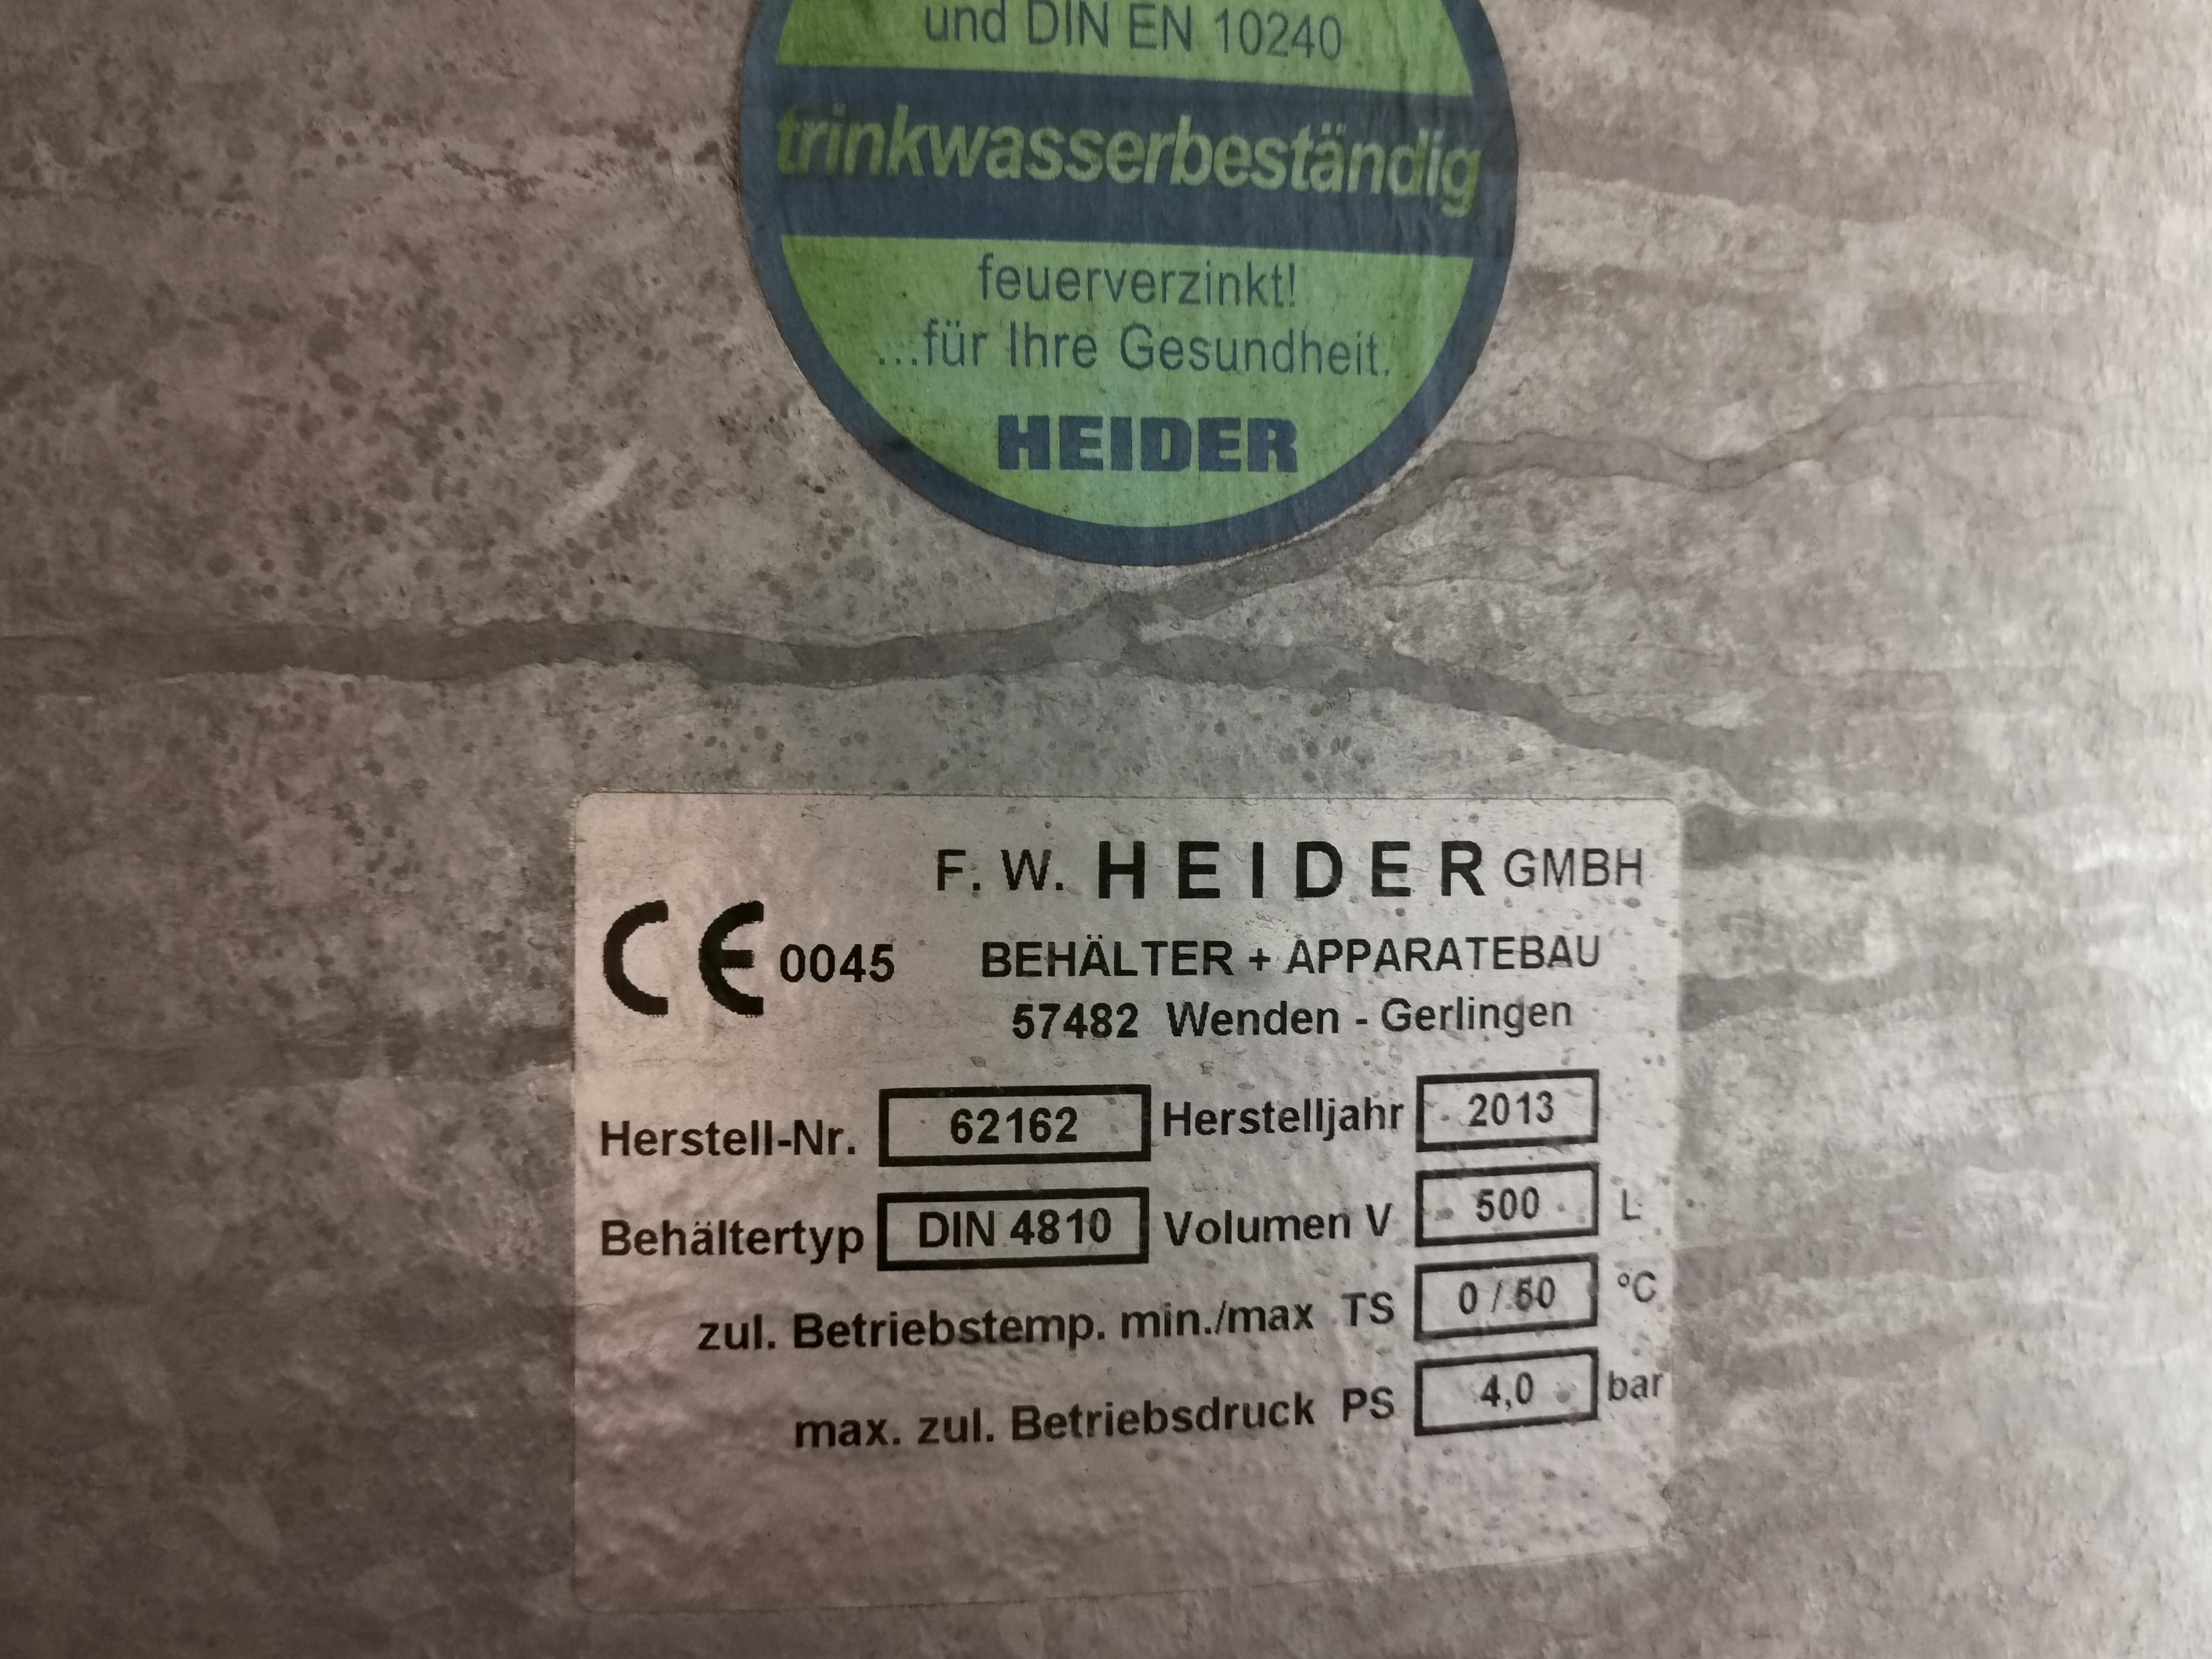 und DIN EN 10240
trinkwasserbeständig
feuerverzinkt!
...für Ihre Gesundheit.
HEIDER
F. W. HEIDER GMBH
CE 0045 BEHÄLTER + APPARATEBAU
57482 Wenden - Gerlingen
Herstell-Nr. 62162 Herstelljahr 2013
Behältertyp DIN 4810 Volumen V 500 L
zul. Betriebstemp. min./max TS 0 / 50 °C
max. zul. Betriebsdruck PS 4,0 bar